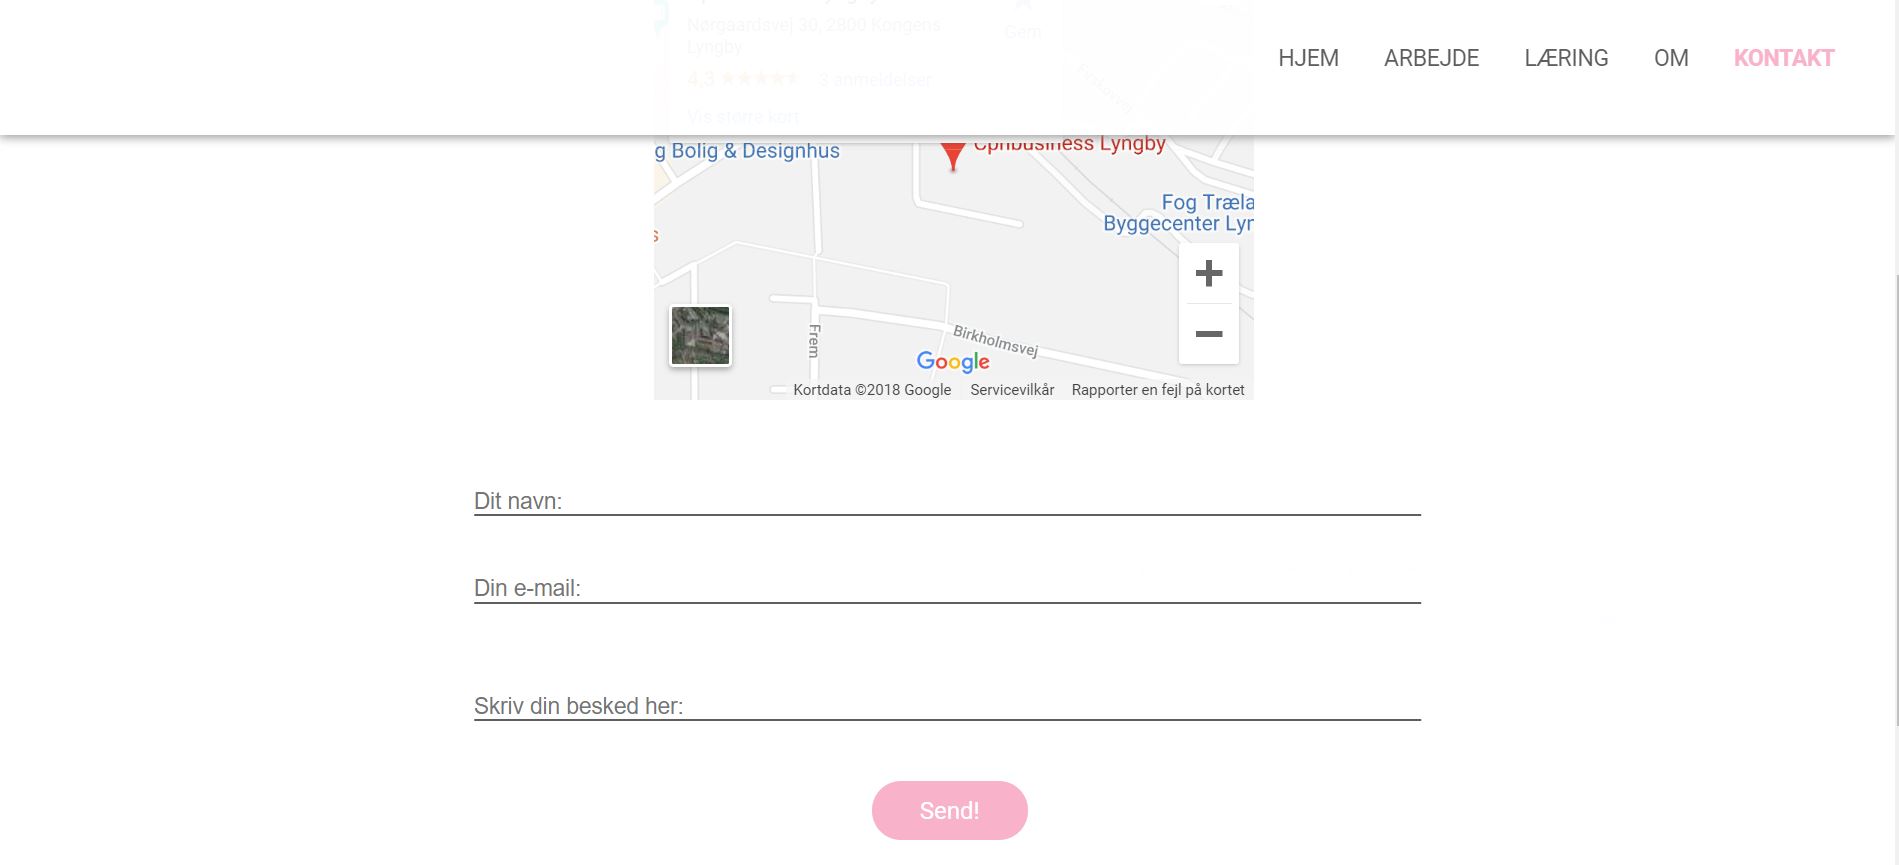 HJEM ARBEJDE LÆRING OM KONTAKT
Nørgaardsvej 30, 2800 Kongens
Lyngby
Gem
4,3 3 anmeldelser
Vis større kort
Firskovvej
g Bolig & Designhus
Cphbusiness Lyngby
Fog Træla
Byggecenter Lyn
s
Frem
Birkholmsvej
Google
Kortdata ©2018 Google Servicevilkår Rapporter en fejl på kortet
Dit navn:
Din e-mail:
Skriv din besked her:
Send!